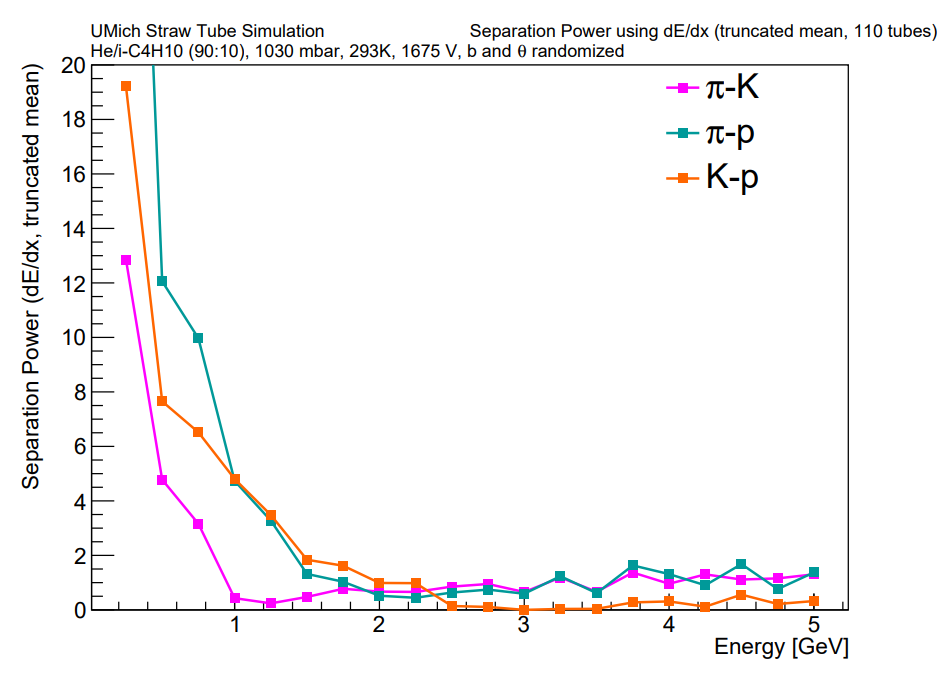 UMich Straw Tube Simulation
Separation Power using dE/dx (truncated mean, 110 tubes)
He/i-C4H10 (90:10), 1030 mbar, 293K, 1675 V, b and θ randomized
Separation Power (dE/dx, truncated mean)
20
18
16
14
12
10
8
6
4
2
0
π-K
π-p
K-p
1 2 3 4 5
Energy [GeV]